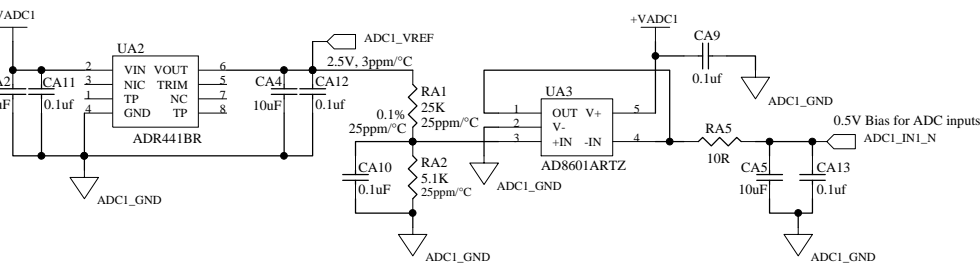 VADC1
UA2
ADC1_VREF
2.5V, 3ppm/°C
2 VIN VOUT 6
3 NIC TRIM 5
1 TP NC 7
4 GND TP 8
ADR441BR
CA11
0.1uf
CA4
10uF
CA12
0.1uf
ADC1_GND
RA1
25K
25ppm/°C
0.1%
25ppm/°C
CA10
0.1uF
RA2
5.1K
25ppm/°C
ADC1_GND
UA3
1 OUT V+ 5
2 V-
3 +IN -IN 4
AD8601ARTZ
ADC1_GND
+VADC1
CA9
0.1uf
ADC1_GND
RA5
10R
0.5V Bias for ADC inputs
ADC1_IN1_N
CA5
10uF
CA13
0.1uf
ADC1_GND